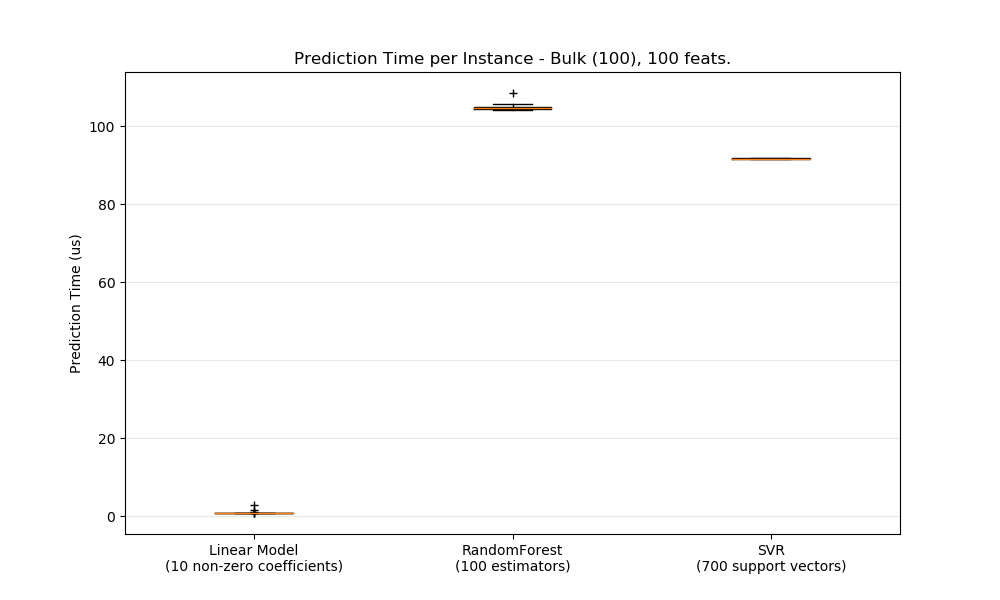 Prediction Time per Instance - Bulk (100), 100 feats.
Prediction Time (us)
100
80
60
40
20
0
Linear Model
(10 non-zero coefficients)
RandomForest
(100 estimators)
SVR
(700 support vectors)